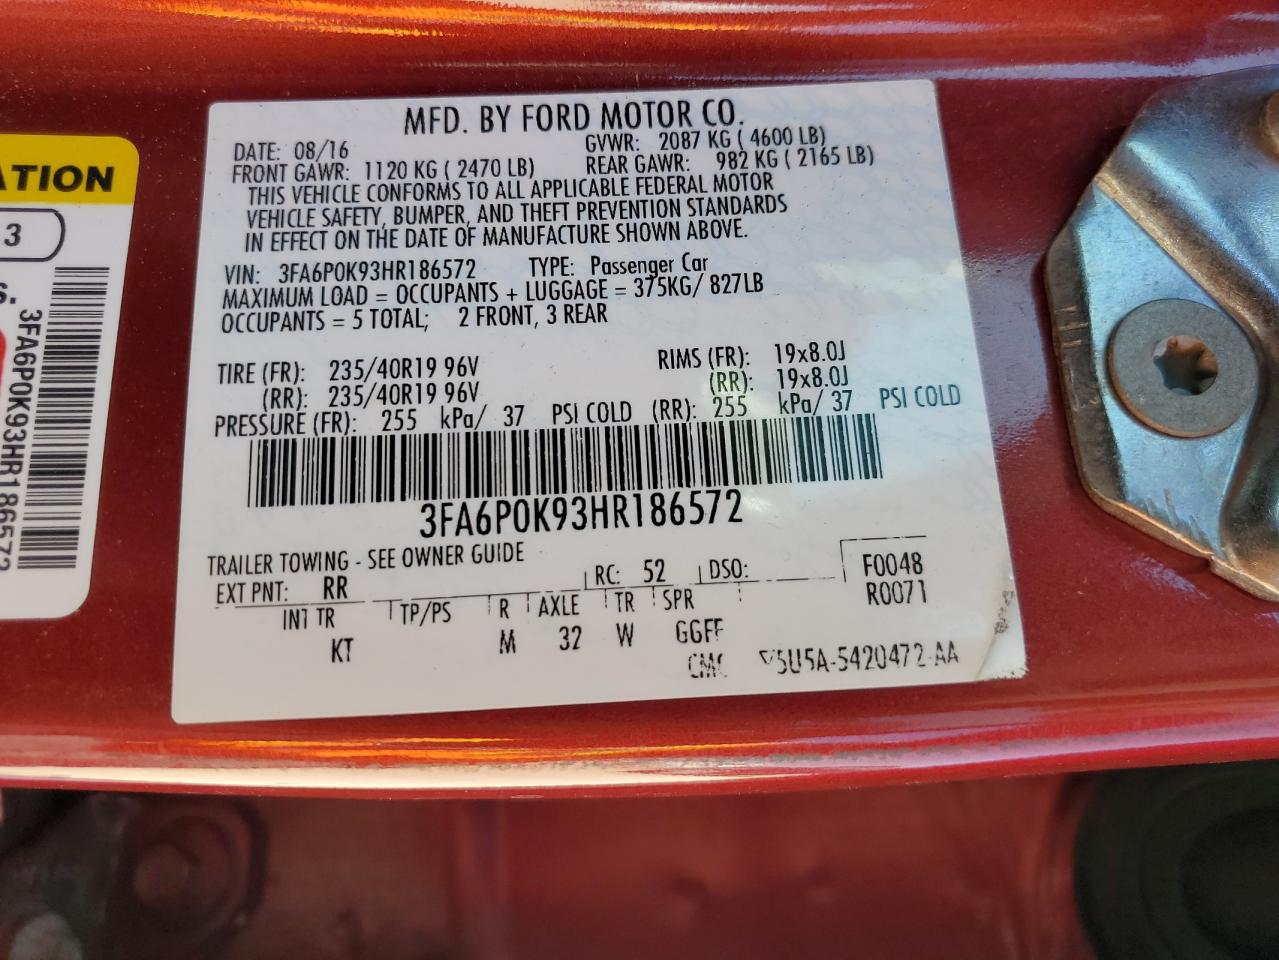 MFD. BY FORD MOTOR CO.
DATE: 08/16 GVWR: 2087 KG ( 4600 LB)
FRONT GAWR: 1120 KG ( 2470 LB) REAR GAWR: 982 KG ( 2165 LB)
THIS VEHICLE CONFORMS TO ALL APPLICABLE FEDERAL MOTOR
VEHICLE SAFETY, BUMPER, AND THEFT PREVENTION STANDARDS
IN EFFECT ON THE DATE OF MANUFACTURE SHOWN ABOVE.
VIN: 3FA6P0K93HR186572 TYPE: Passenger Car
MAXIMUM LOAD = OCCUPANTS + LUGGAGE = 375KG/ 827LB
OCCUPANTS = 5 TOTAL; 2 FRONT, 3 REAR
TIRE (FR): 235/40R19 96V RIMS (FR): 19x8.0J
(RR): 235/40R19 96V (RR): 19x8.0J
PRESSURE (FR): 255 kPa/ 37 PSI COLD (RR): 255 kPa/ 37 PSI COLD
3FA6P0K93HR186572
TRAILER TOWING - SEE OWNER GUIDE
EXT PNT: RR RC: 52 DSO: F0048
INT TR TP/PS R AXLE TR SPR R0071
KT M 32 W GGFF
5U5A-5420472-AA
3
3FA6P0K93HR186572